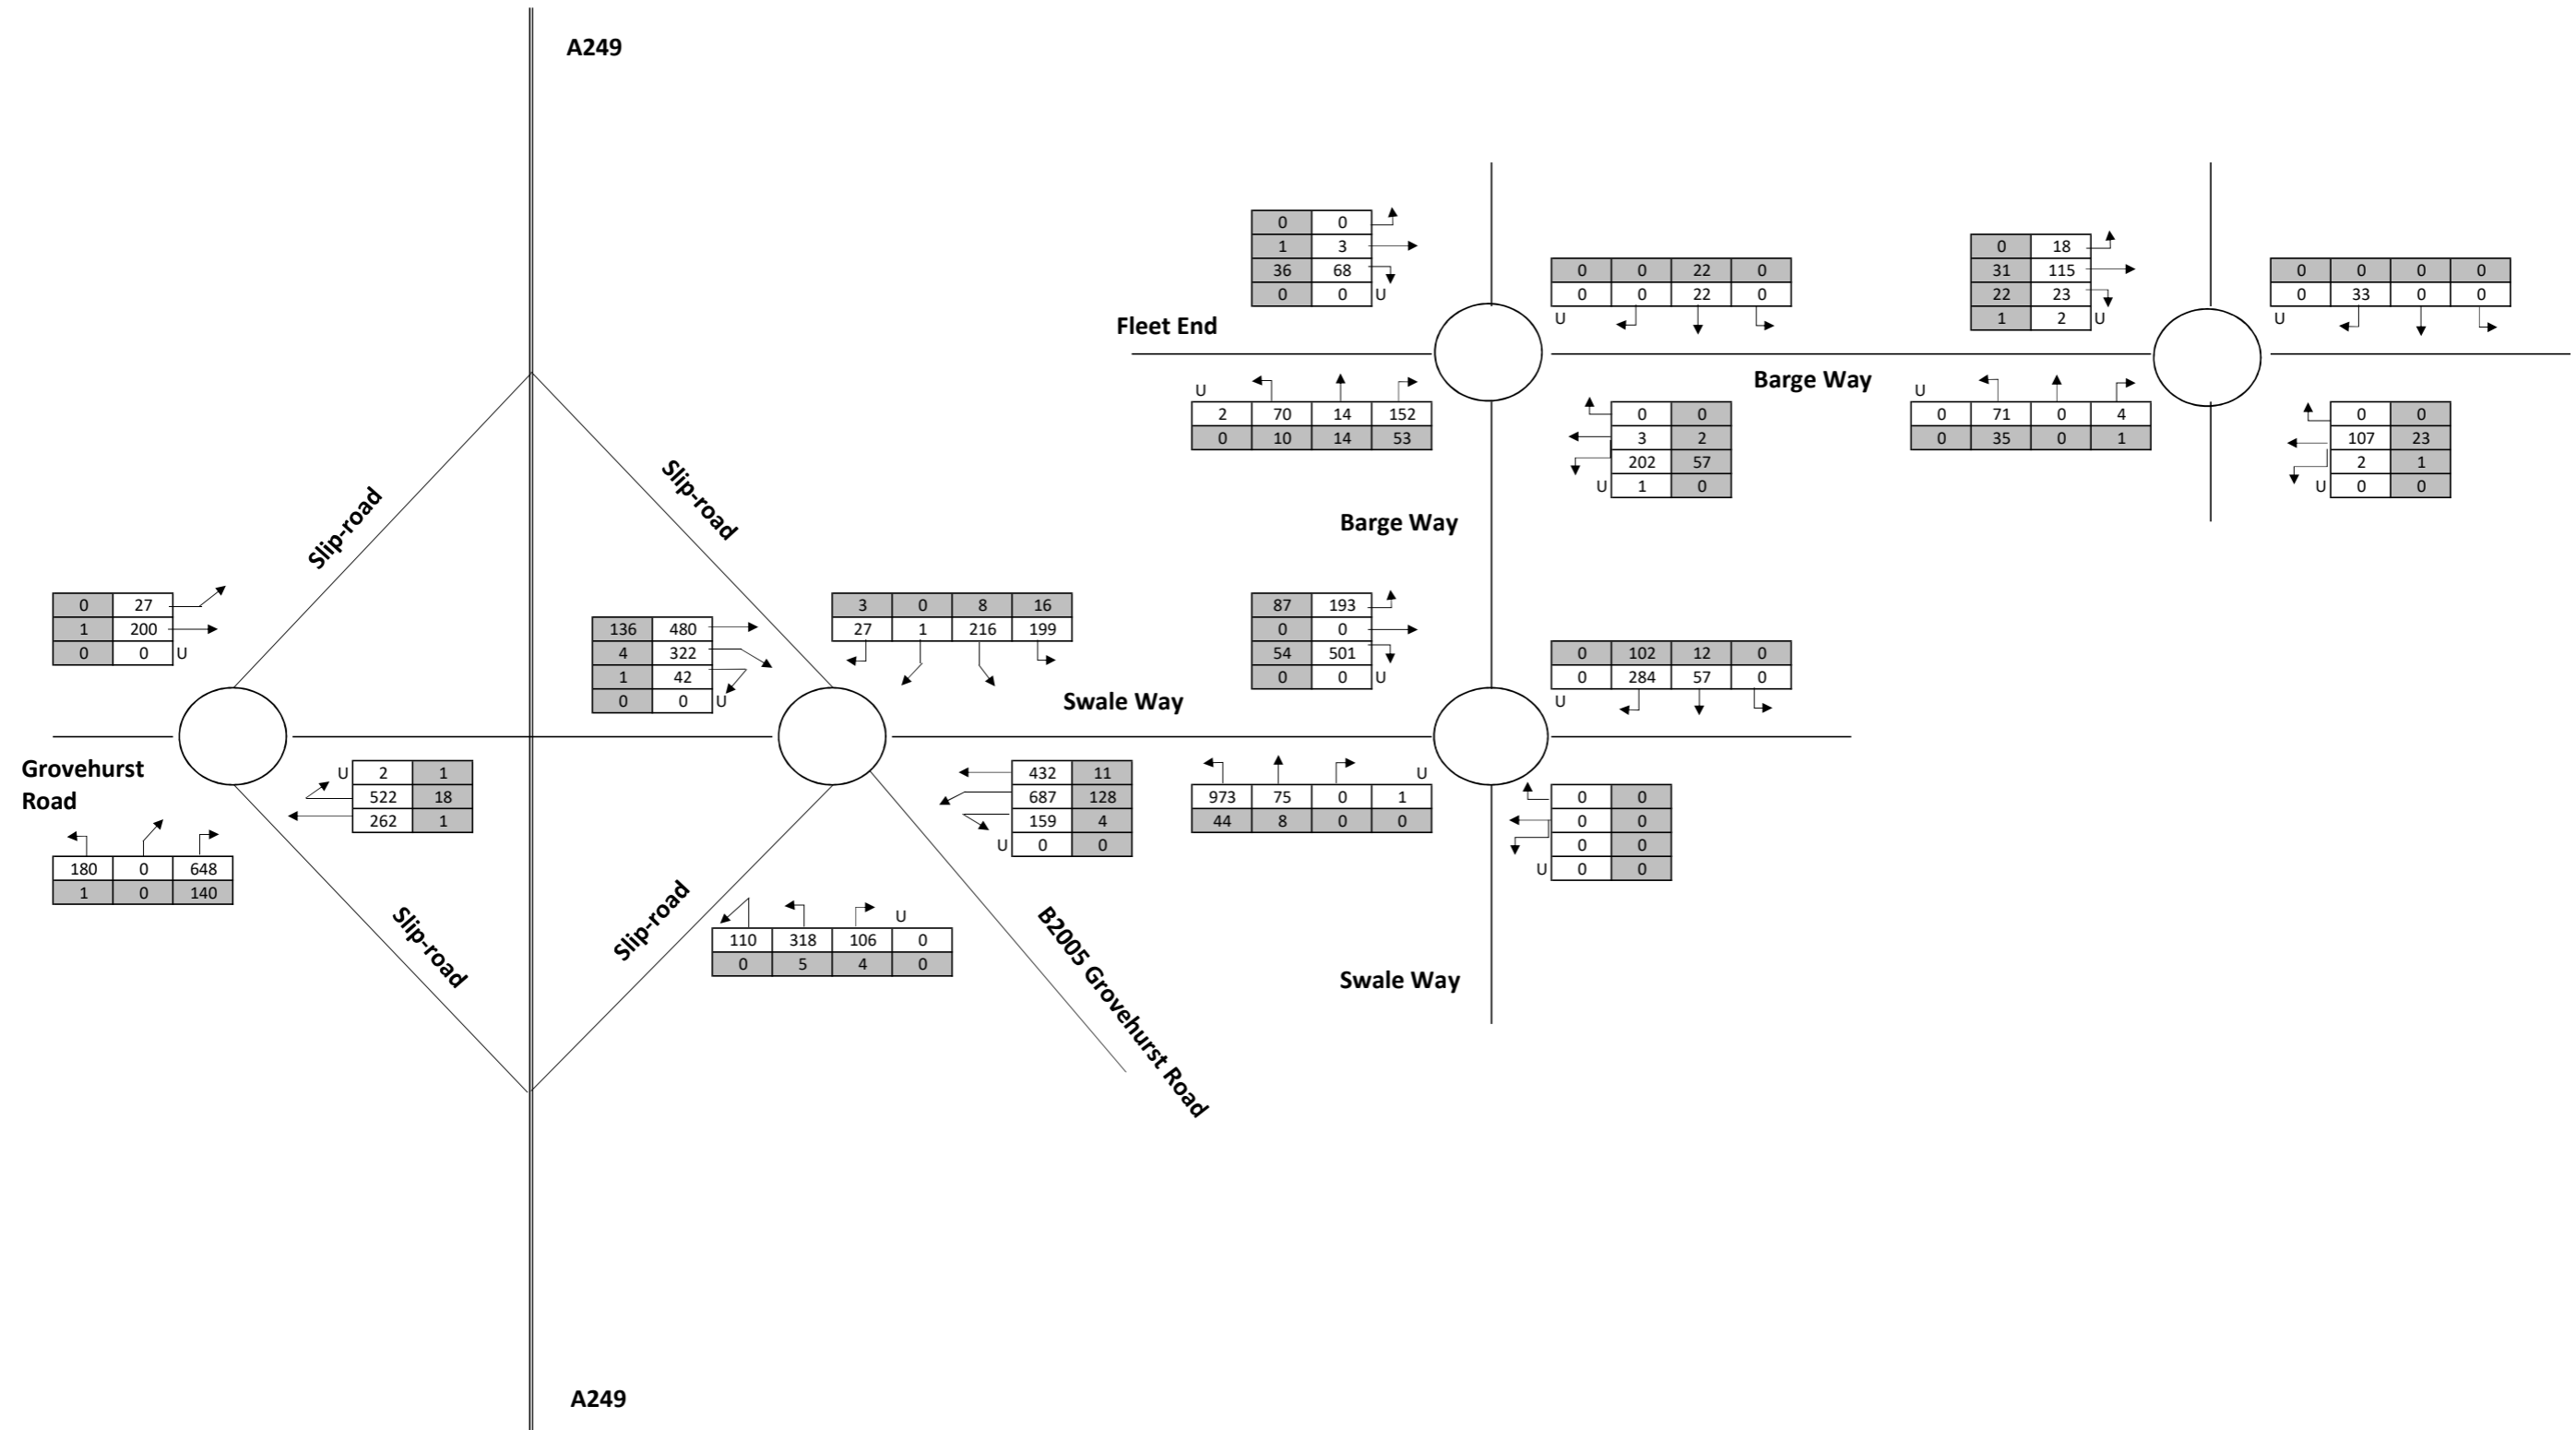 A249
0 0
1 3
36 68
0 0 U
0 0 22 0
0 0 22 0
U
0 18
31 115
22 23
1 2 U
0 0 0 0
0 33 0 0
U
Fleet End
Barge Way
U
2 70 14 152
0 10 14 53
0 0
3 2
202 57
U 1 0
U
0 71 0 4
0 35 0 1
0 0
107 23
2 1
U 0 0
Slip-road
Slip-road
Barge Way
0 27
1 200
0 0 U
136 480
4 322
1 42
0 0 U
3 0 8 16
27 1 216 199
87 193
0 0
54 501
0 0 U
0 102 12 0
0 284 57 0
U
Swale Way
Grovehurst
Road
U 2 1
522 18
262 1
180 0 648
1 0 140
432 11
687 128
159 4
U 0 0
U
973 75 0 1
44 8 0 0
0 0
0 0
0 0
U 0 0
Slip-road
Slip-road
U
110 318 106 0
0 5 4 0
B2005 Grovehurst Road
Swale Way
A249